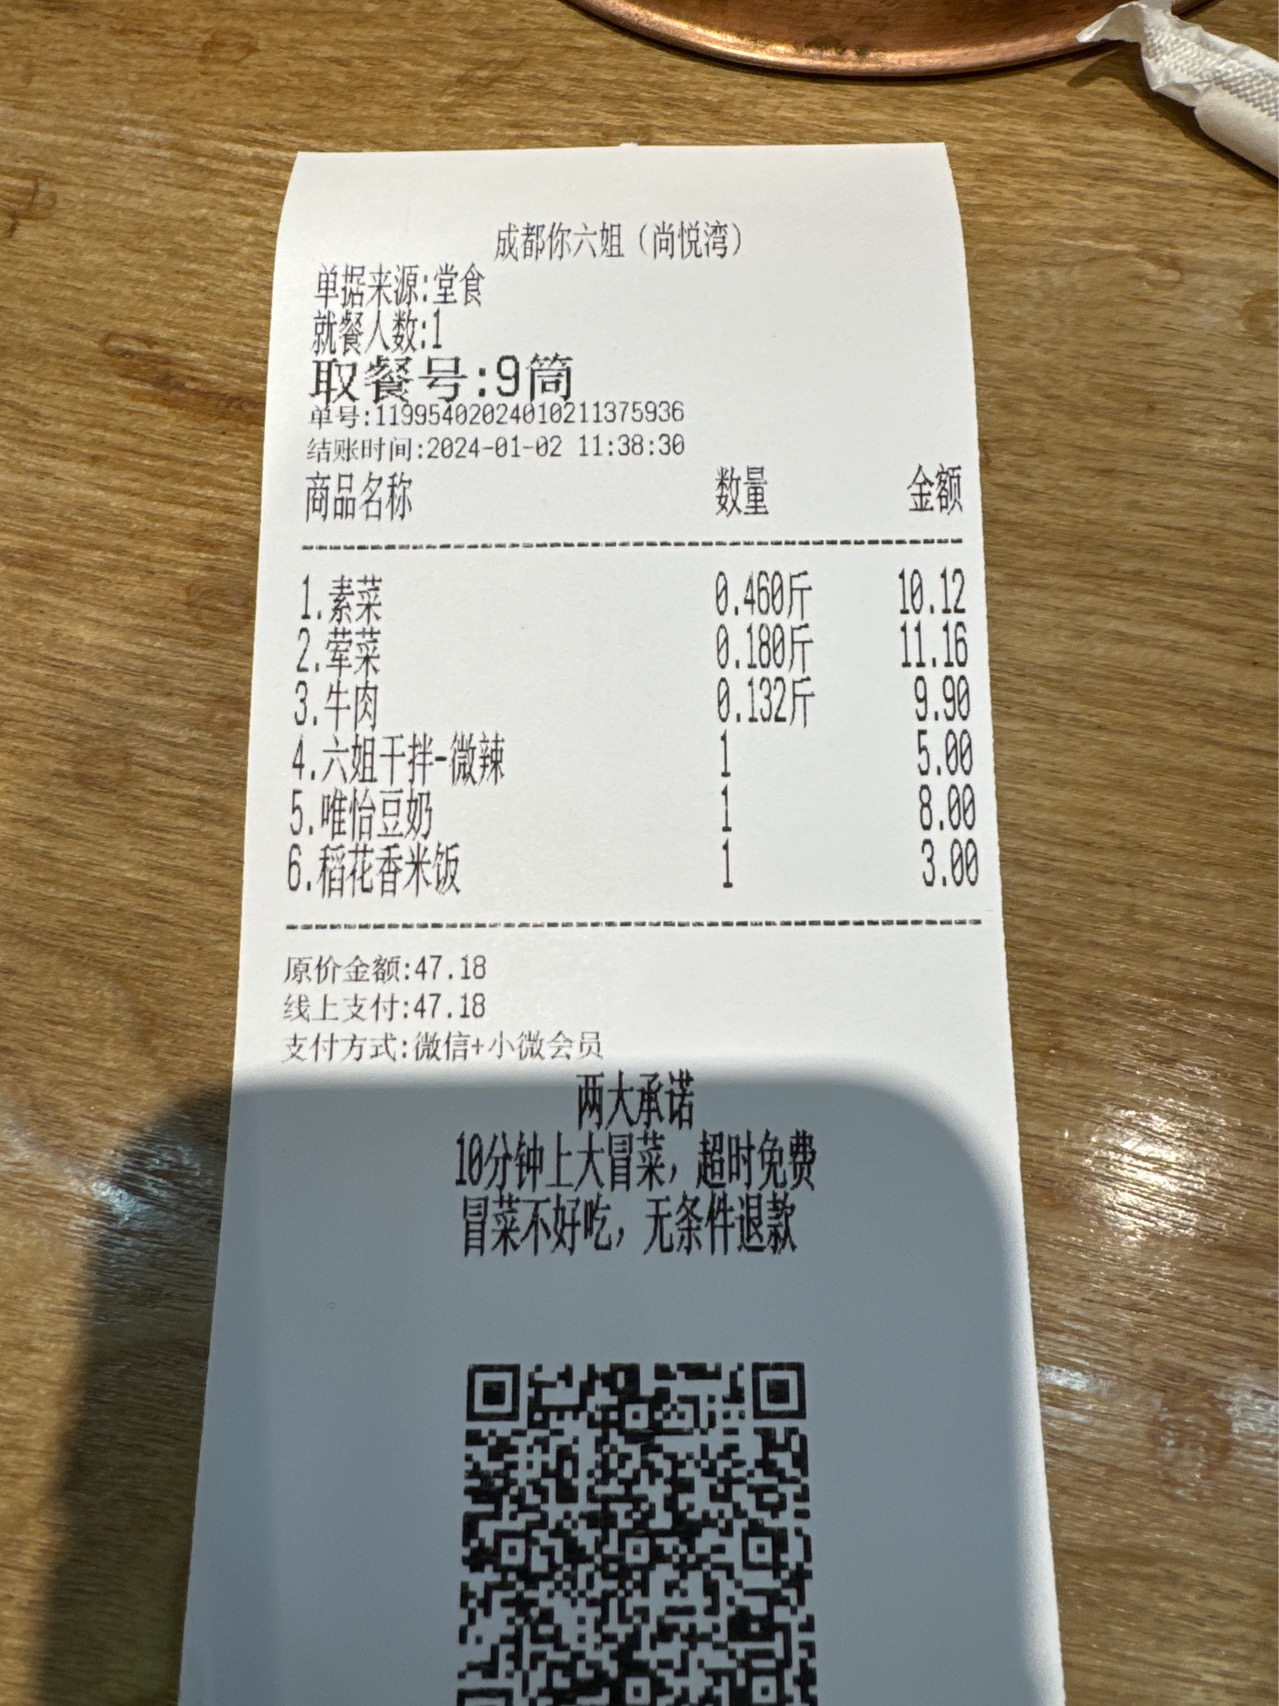 成都你六姐（尚悦湾）
单据来源:堂食
就餐人数:1
取餐号:9筒
单号:11995402024010211375936
结账时间:2024-01-02 11:38:30
商品名称 数量 金额
1.素菜 0.460斤 10.12
2.荤菜 0.180斤 11.16
3.牛肉 0.132斤 9.90
4.六姐干拌-微辣 1 5.00
5.唯怡豆奶 1 8.00
6.稻花香米饭 1 3.00
原价金额:47.18
线上支付:47.18
支付方式:微信+小微会员
两大承诺
10分钟上大冒菜，超时免费
冒菜不好吃，无条件退款